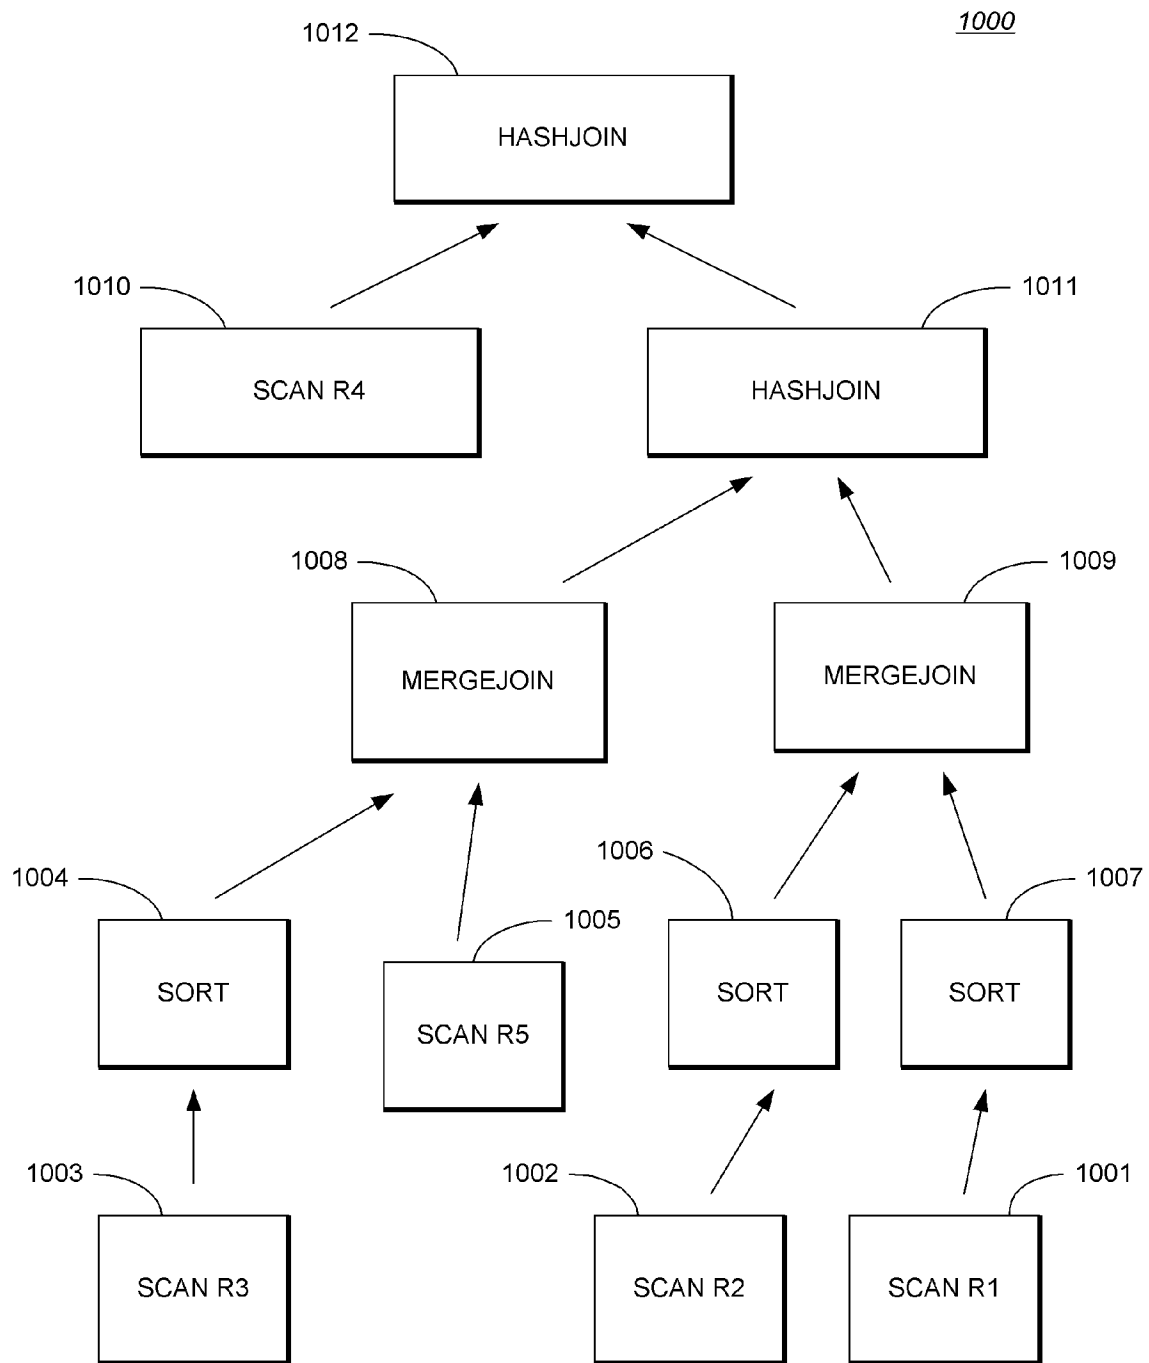 1000
1012
HASHJOIN
1010
1011
SCAN R4
HASHJOIN
1008
1009
MERGEJOIN
MERGEJOIN
1004
1005
1006
1007
SORT
SCAN R5
SORT
SORT
1003
1002
1001
SCAN R3
SCAN R2
SCAN R1